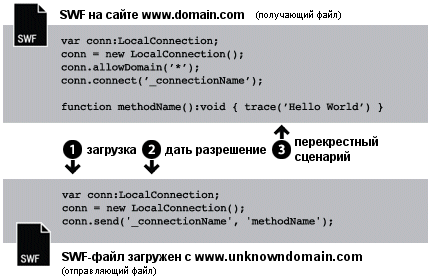 SWF на сайте www.domain.com (получающий файл)
SWF
var conn:LocalConnection;
conn = new LocalConnection();
conn.allowDomain('*');
conn.connect('_connectionName');
function methodName():void { trace('Hello World') }
1 загрузка 2 дать разрешение 3 перекрестный сценарий
var conn:LocalConnection;
conn = new LocalConnection();
conn.send('_connectionName', 'methodName');
SWF
SWF-файл загружен с www.unknowndomain.com
(отправляющий файл)